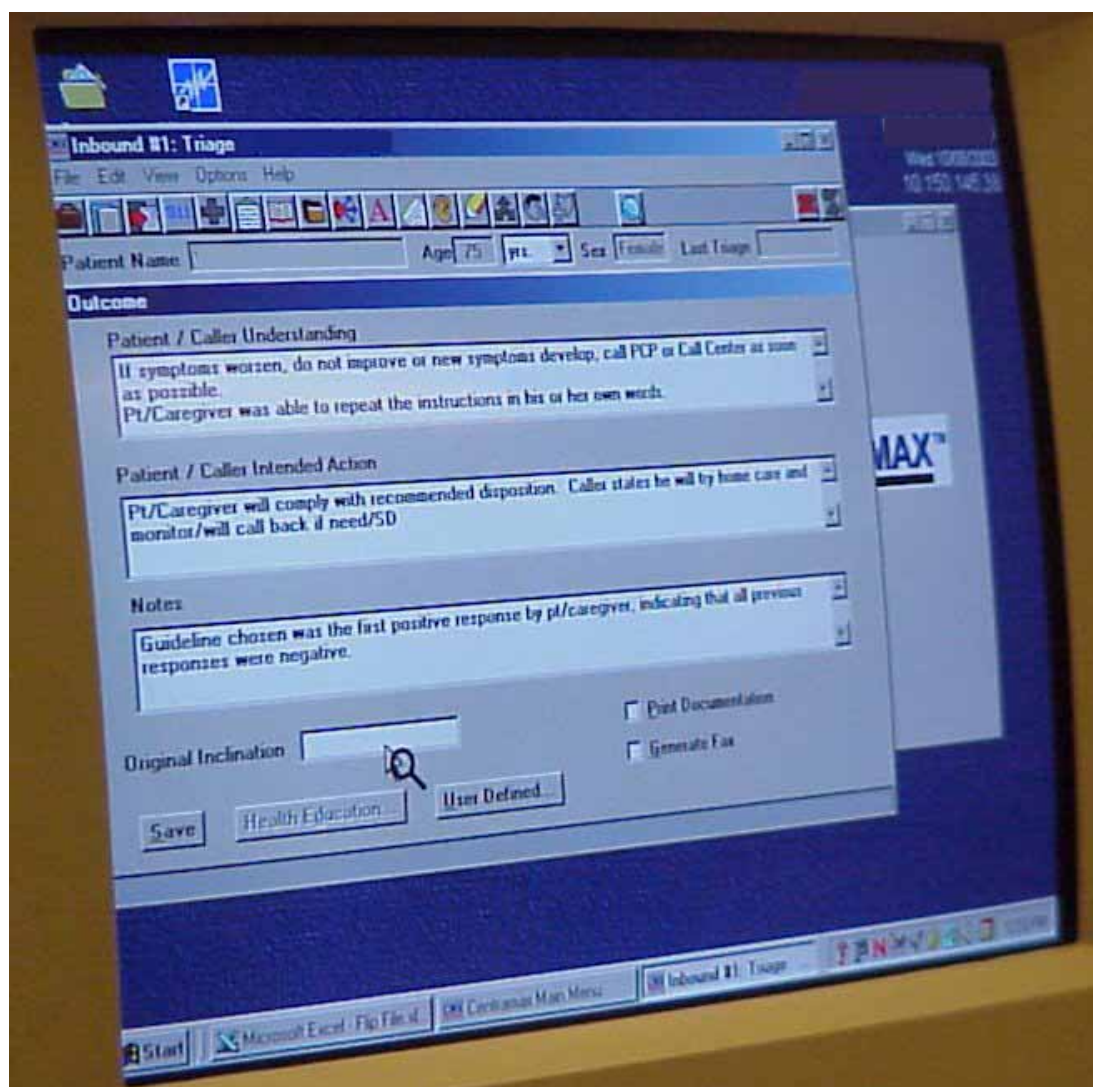 Inbound #1: Triage
File Edit View Options Help
911
A
Patient Name Age 75 yrs. Sex Female Last Triage
Outcome
Patient / Caller Understanding
If symptoms worsen, do not improve or new symptoms develop, call PCP or Call Center as soon
as possible.
Pt/Caregiver was able to repeat the instructions in his or her own words.
MAX™
Patient / Caller Intended Action
Pt/Caregiver will comply with recommended disposition. Caller states he will try home care and
monitor/will call back if need/SD
Notes
Guideline chosen was the first positive response by pt/caregiver, indicating that all previous
responses were negative.
Print Documentation
Original Inclination
Generate Fax
Save Health Education... User Defined...
Start Microsoft Excel - Flip File.xl Centramax Main Menu Inbound #1: Triage